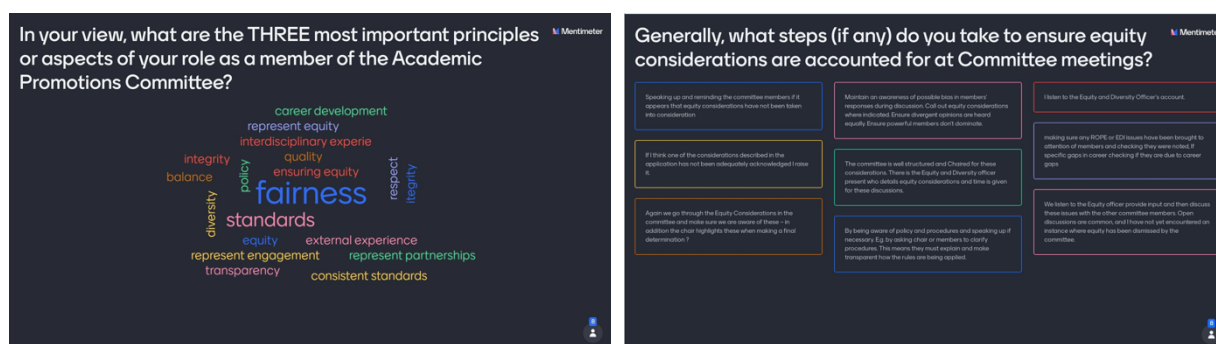 In your view, what are the THREE most important principles
or aspects of your role as a member of the Academic
Promotions Committee?
Mentimeter
career development
represent equity
interdisciplinary experie
integrity
quality
policy
ensuring equity
respect
itegrity
balance
fairness
diversity
standards
equity
external experience
represent engagement
represent partnerships
transparency
consistent standards
8
Generally, what steps (if any) do you take to ensure equity
considerations are accounted for at Committee meetings?
Mentimete
Speaking up and reminding the committee members if it
appears that equity considerations have not been taken
into consideration
If I think one of the considerations described in the
application has not been adequately acknowledged I raise
it.
Again we go through the Equity Considerations in the
committee and make sure we are aware of these – in
addition the chair highlights these when making a final
determination ?
Maintain an awareness of possible bias in members'
responses during discussion. Call out equity considerations
where indicated. Ensure divergent opinions are heard
equally. Ensure powerful members don't dominate.
The committee is well structured and Chaired for these
considerations. There is the Equity and Diversity officer
present who details equity considerations and time is given
for these discussions.
By being aware of policy and procedures and speaking up if
necessary. Eg. by asking chair or members to clarify
procedures. This means they must explain and make
transparent how the rules are being applied.
I listen to the Equity and Diversity Officer's account.
making sure any ROPE or EDI issues have been brought to
attention of members and checking they were noted, If
specific gaps in career checking if they are due to career
gaps
We listen to the Equity officer provide input and then discuss
these issues with the other committee members. Open
discussions are common, and I have not yet encountered an
instance where equity has been dismissed by the
committee.
8